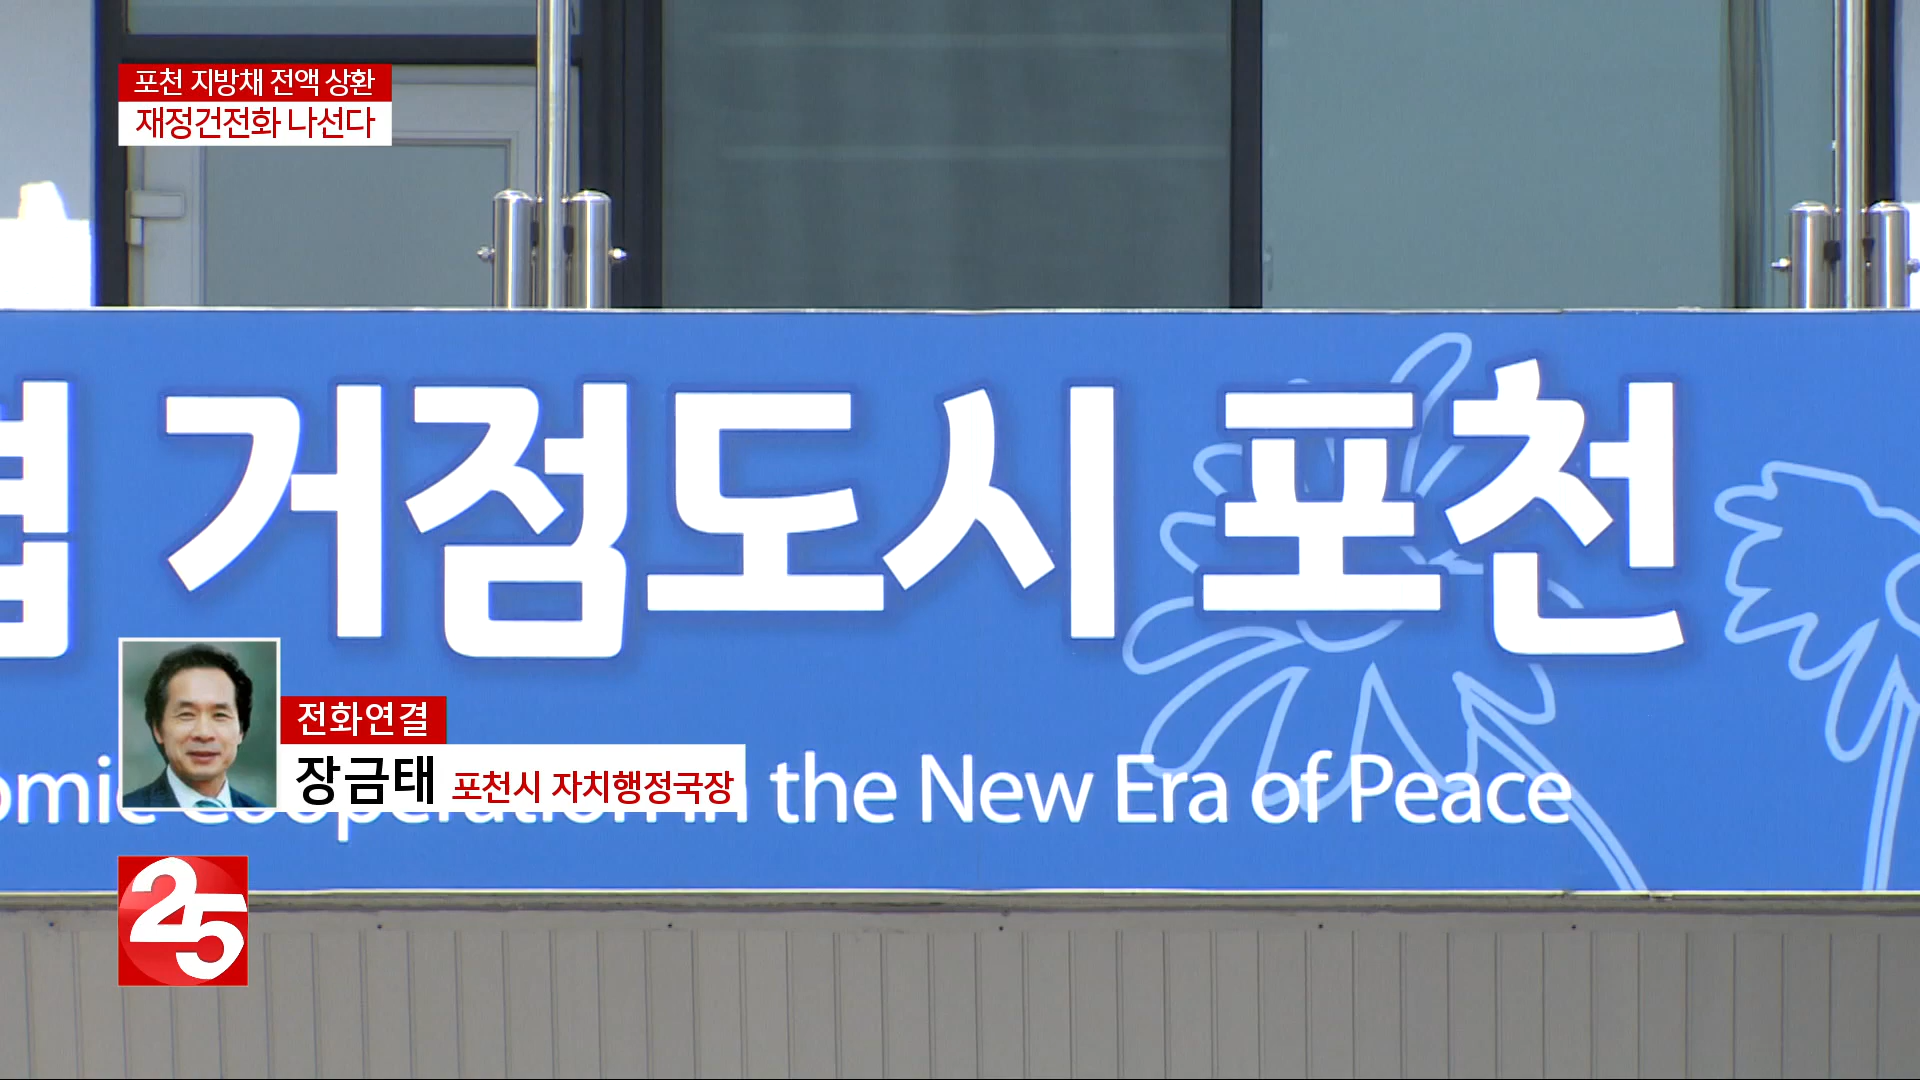 포천 지방채 전액 상환
재정건전화 나선다
거점도시 포천
전화연결
장금태 포천시 자치행정국장
the New Era of Peace
25